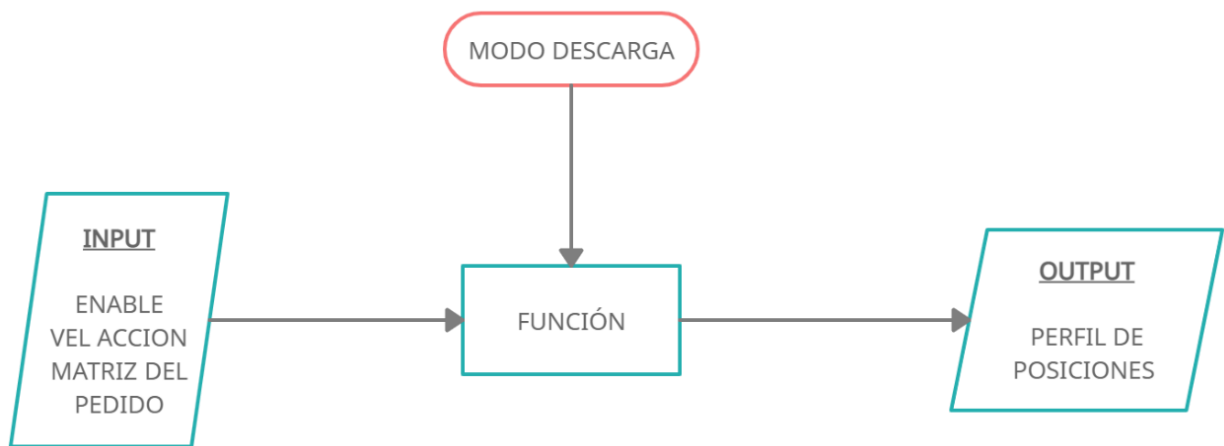 MODO DESCARGA
INPUT
ENABLE
VEL ACCION
MATRIZ DEL
PEDIDO
FUNCIÓN
OUTPUT
PERFIL DE
POSICIONES